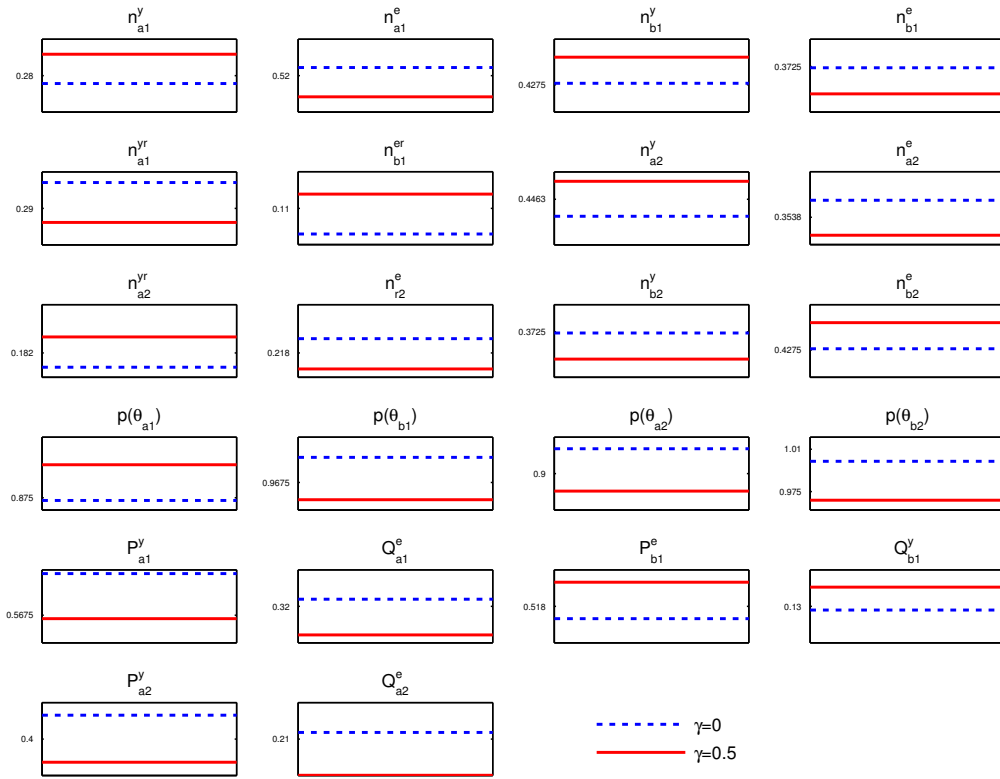 n^y_a1 n^e_a1 n^y_b1 n^e_b1
0.28 0.52 0.4275 0.3725
n^yr_a1 n^er_b1 n^y_a2 n^e_a2
0.29 0.11 0.4463 0.3538
n^yr_a2 n^e_r2 n^y_b2 n^e_b2
0.182 0.218 0.3725 0.4275
p(θ_a1) p(θ_b1) p(θ_a2) p(θ_b2)
0.875 0.9675 0.9 1.01
0.975
P^y_a1 Q^e_a1 P^e_b1 Q^y_b1
0.5675 0.32 0.518 0.13
P^y_a2 Q^e_a2
0.4 0.21
γ=0
γ=0.5